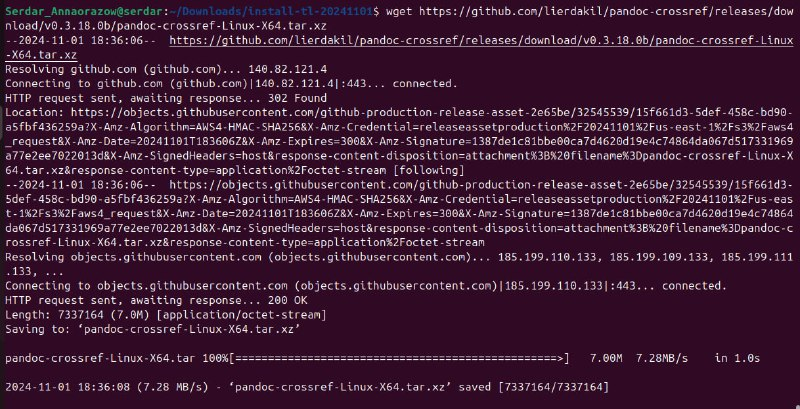 Serdar_Annaorazow@serdar:~/Downloads/install-tl-20241101$ wget https://github.com/lierdakil/pandoc-crossref/releases/dow
nload/v0.3.18.0b/pandoc-crossref-Linux-X64.tar.xz
--2024-11-01 18:36:06--  https://github.com/lierdakil/pandoc-crossref/releases/download/v0.3.18.0b/pandoc-crossref-Linux
-X64.tar.xz
Resolving github.com (github.com)... 140.82.121.4
Connecting to github.com (github.com)|140.82.121.4|:443... connected.
HTTP request sent, awaiting response... 302 Found
Location: https://objects.githubusercontent.com/github-production-release-asset-2e65be/32545539/15f661d3-5def-458c-bd90-
a5fbf436259a?X-Amz-Algorithm=AWS4-HMAC-SHA256&X-Amz-Credential=releaseassetproduction%2F20241101%2Fus-east-1%2Fs3%2Faws4
_request&X-Amz-Date=20241101T183606Z&X-Amz-Expires=300&X-Amz-Signature=1387de1c81bbe00ca7d4620d19e4c74864da067d517331969
a77e2ee7022013d&X-Amz-SignedHeaders=host&response-content-disposition=attachment%3B%20filename%3Dpandoc-crossref-Linux-X
64.tar.xz&response-content-type=application%2Foctet-stream [following]
--2024-11-01 18:36:06--  https://objects.githubusercontent.com/github-production-release-asset-2e65be/32545539/15f661d3-
5def-458c-bd90-a5fbf436259a?X-Amz-Algorithm=AWS4-HMAC-SHA256&X-Amz-Credential=releaseassetproduction%2F20241101%2Fus-eas
t-1%2Fs3%2Faws4_request&X-Amz-Date=20241101T183606Z&X-Amz-Expires=300&X-Amz-Signature=1387de1c81bbe00ca7d4620d19e4c74864
da067d517331969a77e2ee7022013d&X-Amz-SignedHeaders=host&response-content-disposition=attachment%3B%20filename%3Dpandoc-c
rossref-Linux-X64.tar.xz&response-content-type=application%2Foctet-stream
Resolving objects.githubusercontent.com (objects.githubusercontent.com)... 185.199.110.133, 185.199.109.133, 185.199.111
.133, ...
Connecting to objects.githubusercontent.com (objects.githubusercontent.com)|185.199.110.133|:443... connected.
HTTP request sent, awaiting response... 200 OK
Length: 7337164 (7.0M) [application/octet-stream]
Saving to: ‘pandoc-crossref-Linux-X64.tar.xz’
pandoc-crossref-Linux-X64.tar 100%[=================================================>]   7.00M  7.28MB/s    in 1.0s
2024-11-01 18:36:08 (7.28 MB/s) - ‘pandoc-crossref-Linux-X64.tar.xz’ saved [7337164/7337164]